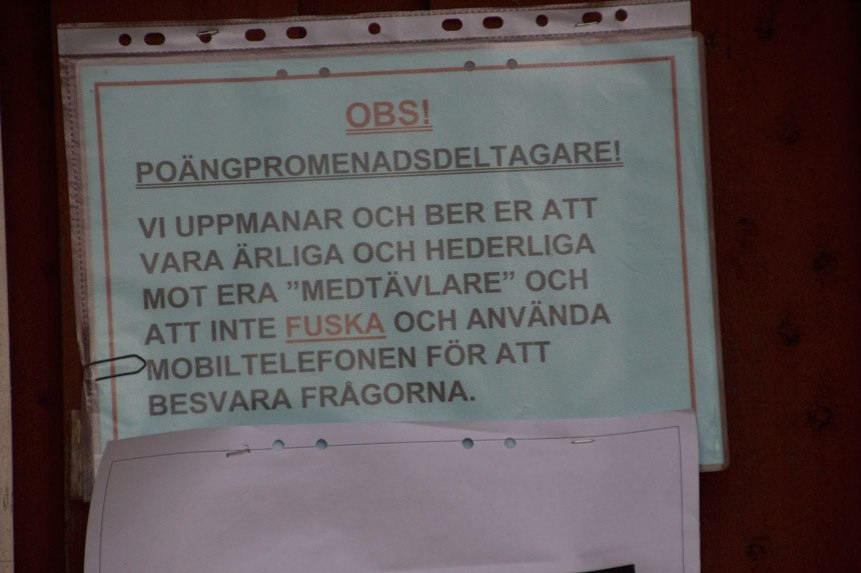 OBS!
POÄNGPROMENADSDELTAGARE!
VI UPPMANAR OCH BER ER ATT
VARA ÄRLIGA OCH HEDERLIGA
MOT ERA ”MEDTÄVLARE” OCH
ATT INTE FUSKA OCH ANVÄNDA
MOBILTELEFONEN FÖR ATT
BESVARA FRÅGORNA.